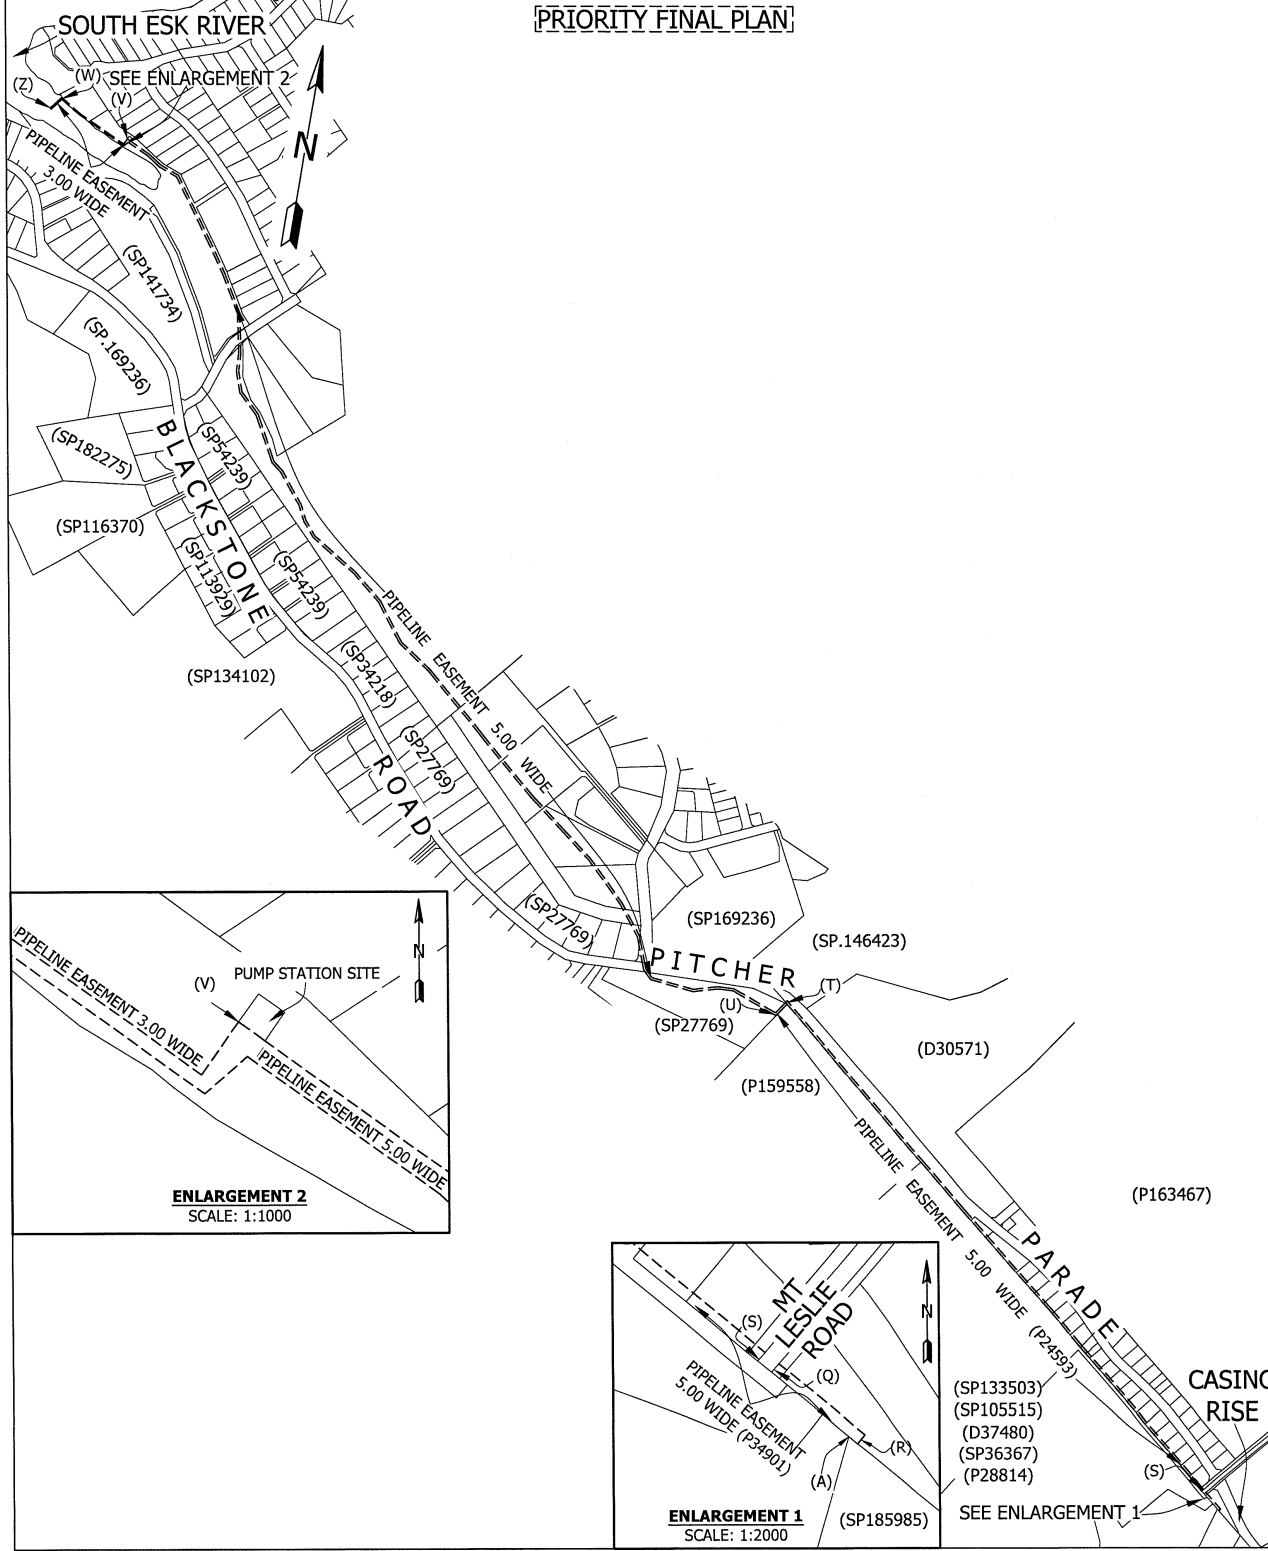 PRIORITY FINAL PLAN
SOUTH ESK RIVER
(Z)
(W)
SEE ENLARGEMENT 2
(V)
N
PIPELINE EASEMENT
3.00 WIDE
(SP141734)
(SP.169236)
BLACKSTONE
(SP54239)
(SP182275)
(SP116370)
(SP113929)
(SP54239)
PIPELINE EASEMENT 5.00 WIDE
(SP34218)
(SP134102)
(SP27769)
ROAD
(SP27769)
(SP169236)
(SP.146423)
PITCHER
(T)
(U)
(SP27769)
(D30571)
(P159558)
PIPELINE EASEMENT 5.00 WIDE (P24593)
(P163467)
PARADE
CASINO
RISE
(SP133503)
(SP105515)
(D37480)
(SP36367)
(P28814)
(S)
SEE ENLARGEMENT 1
PIPELINE EASEMENT 3.00 WIDE
(V)
PUMP STATION SITE
N
PIPELINE EASEMENT 5.00 WIDE
ENLARGEMENT 2
SCALE: 1:1000
MT
LESLIE
ROAD
N
(S)
(Q)
PIPELINE EASEMENT
5.00 WIDE (P34901)
(R)
(A)
(SP185985)
ENLARGEMENT 1
SCALE: 1:2000